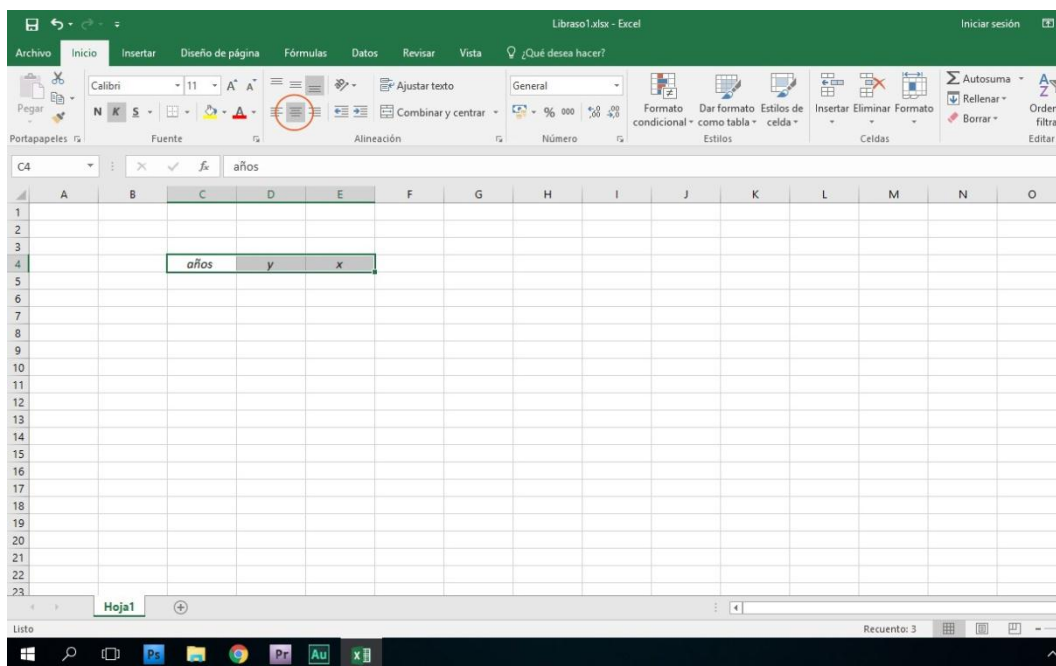 Libraso1.xlsx - Excel
Iniciar sesión
Archivo Inicio Insertar Diseño de página Fórmulas Datos Revisar Vista ¿Qué desea hacer?
Pegar
Portapapeles
Calibri 11 A A
N K S A
Fuente
Ajustar texto
Combinar y centrar
Alineación
General
% 000
Número
Formato condicional
Dar formato como tabla
Estilos de celda
Estilos
Insertar Eliminar Formato
Celdas
Autosuma
Rellenar
Borrar
Editar
C4 fx años
A B C D E F G H I J K L M N O
1
2
3
4 años y x
5
6
7
8
9
10
11
12
13
14
15
16
17
18
19
20
21
22
23
Hoja1
Listo
Recuento: 3
Ps Pr Au